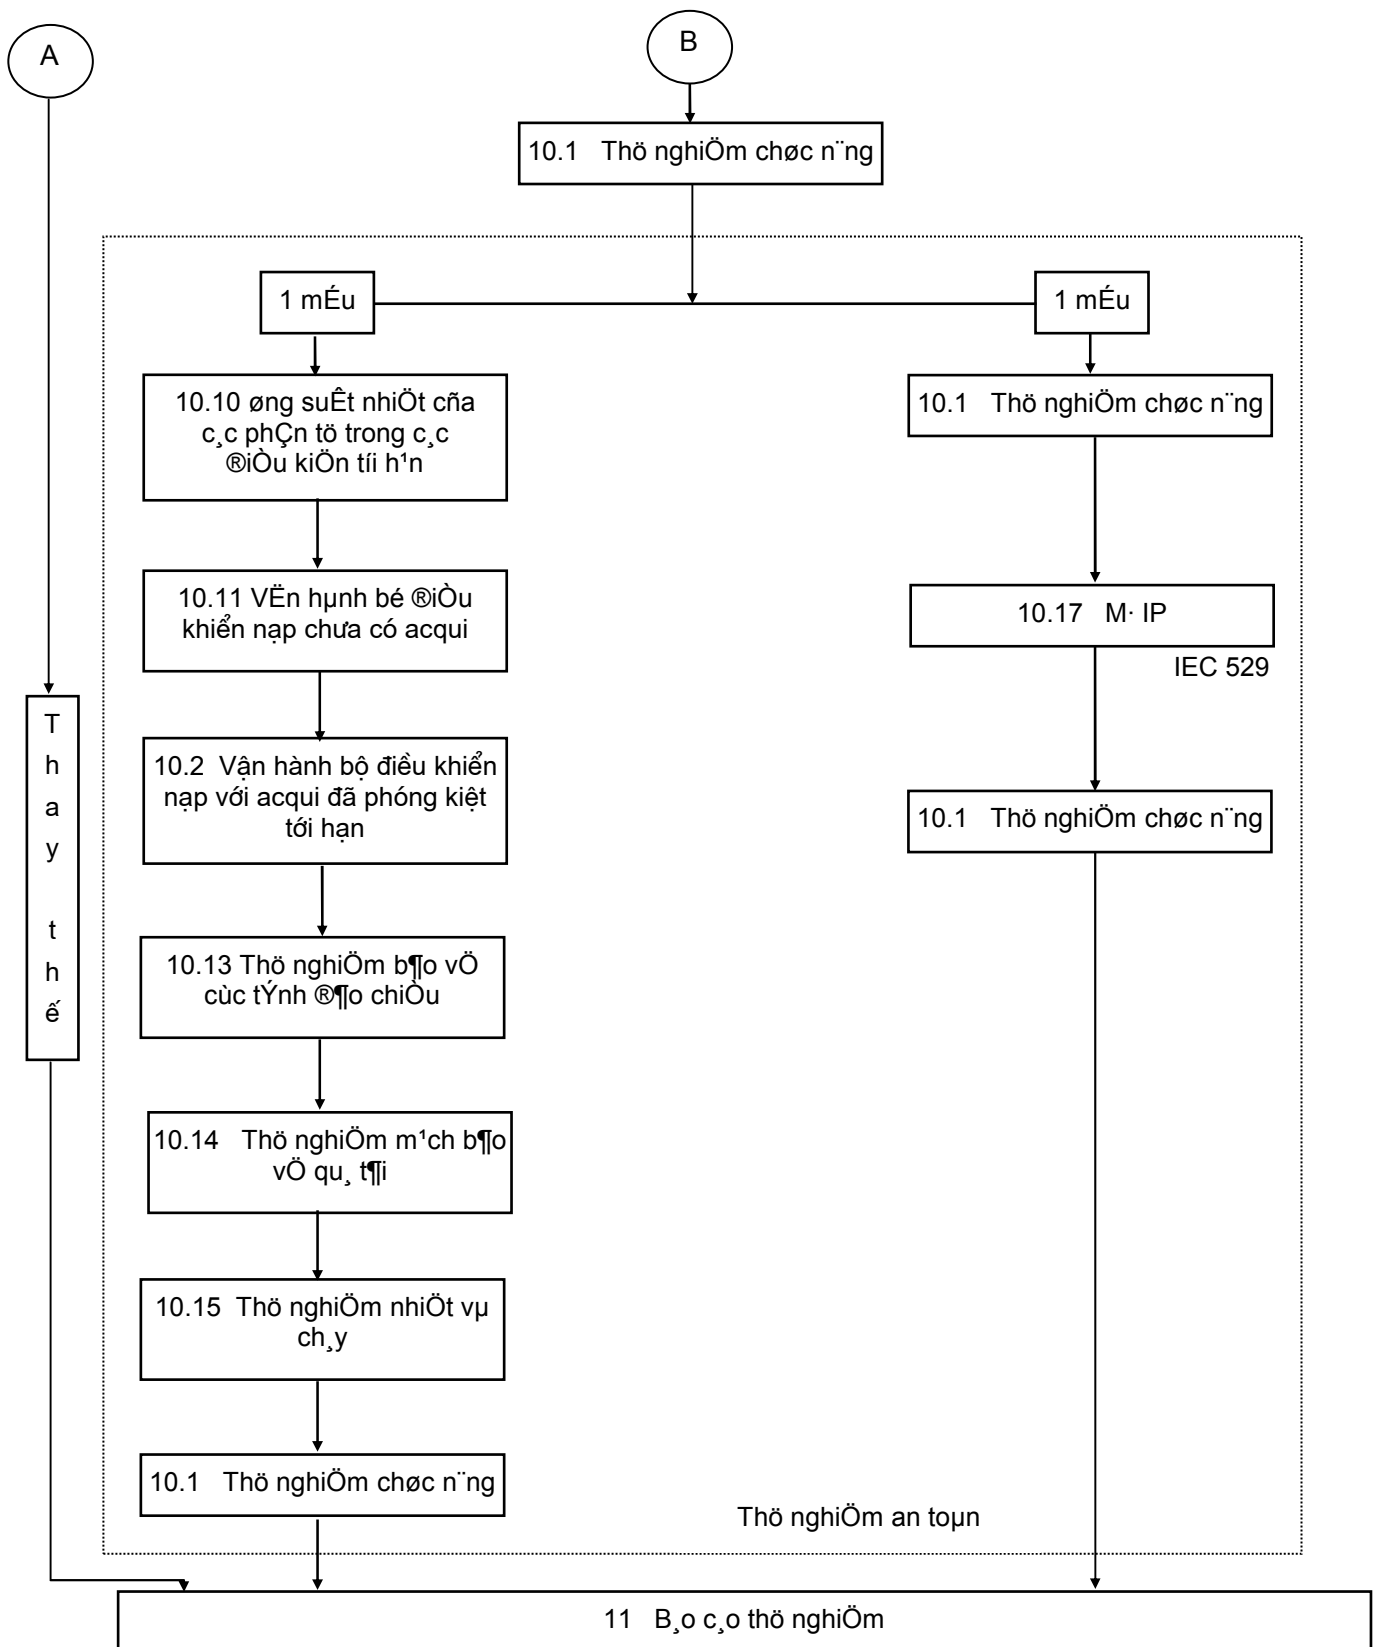 A
B
10.1 Thö nghiÖm chøc n¨ng
1 mÉu
1 mÉu
10.10 øng suÊt nhiÖt cña
c¸c phÇn tö trong c¸c
®iÒu kiÖn tíi h¹n
10.1 Thö nghiÖm chøc n¨ng
10.11 VËn hµnh bé ®iÒu
khiển nạp chưa có acqui
10.17 M· IP
IEC 529
Thay thế
10.2 Vận hành bộ điều khiển
nạp với acqui đã phóng kiệt
tới hạn
10.1 Thö nghiÖm chøc n¨ng
10.13 Thö nghiÖm b¶o vÖ
cùc tÝnh ®¶o chiÒu
10.14 Thö nghiÖm m¹ch b¶o
vÖ qu¸ t¶i
10.15 Thö nghiÖm nhiÖt vµ
ch¸y
10.1 Thö nghiÖm chøc n¨ng
Thö nghiÖm an toµn
11 B¸o c¸o thö nghiÖm